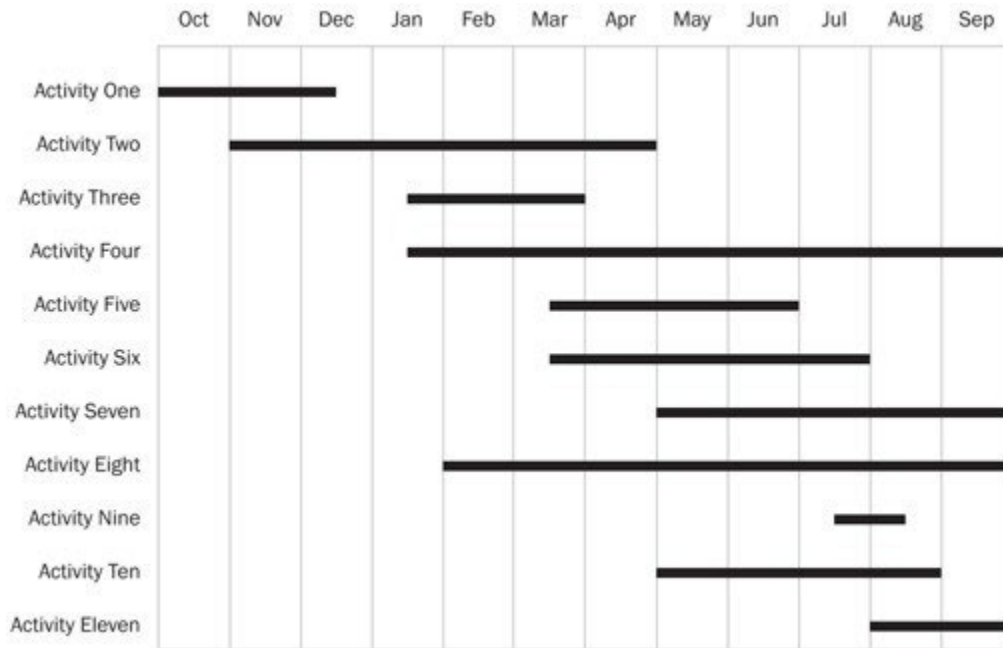 Oct Nov Dec Jan Feb Mar Apr May Jun Jul Aug Sep
Activity One
Activity Two
Activity Three
Activity Four
Activity Five
Activity Six
Activity Seven
Activity Eight
Activity Nine
Activity Ten
Activity Eleven